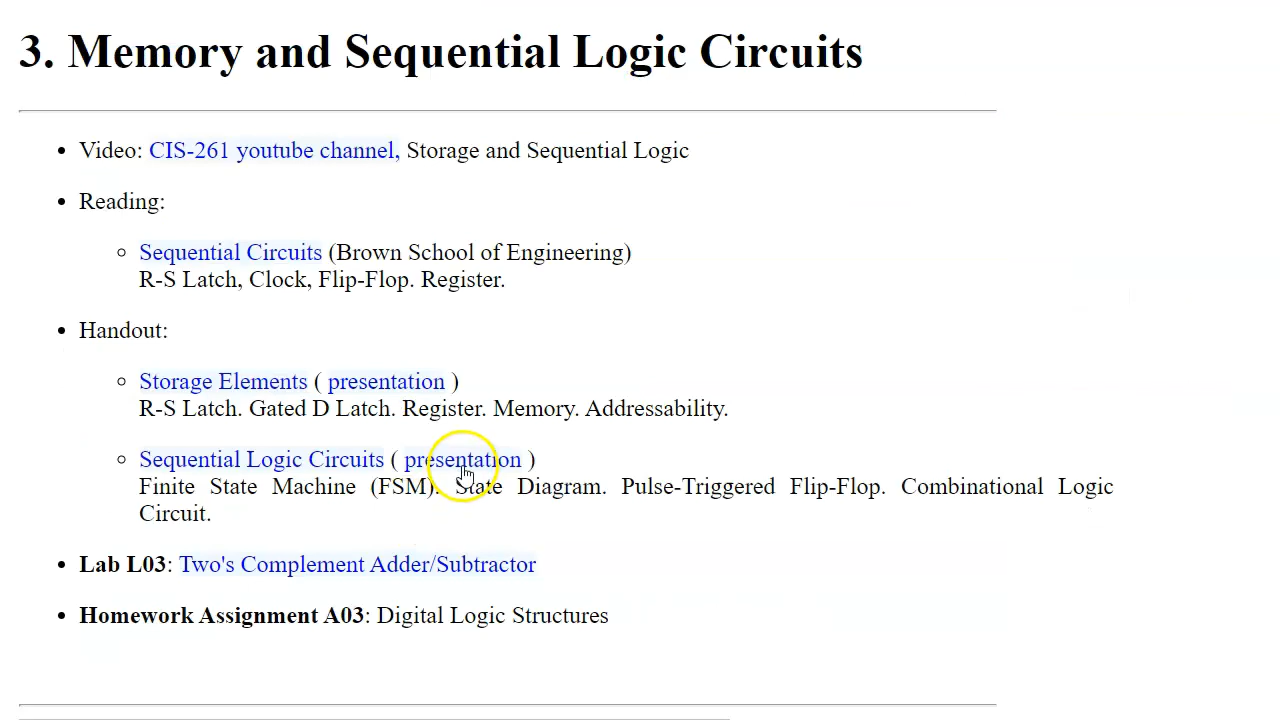 3. Memory and Sequential Logic Circuits
Video: CIS-261 youtube channel, Storage and Sequential Logic
Reading:
Sequential Circuits (Brown School of Engineering)
R-S Latch, Clock, Flip-Flop. Register.
Handout:
Storage Elements ( presentation )
R-S Latch. Gated D Latch. Register. Memory. Addressability.
Sequential Logic Circuits ( presentation )
Finite State Machine (FSM). State Diagram. Pulse-Triggered Flip-Flop. Combinational Logic
Circuit.
Lab L03: Two's Complement Adder/Subtractor
Homework Assignment A03: Digital Logic Structures